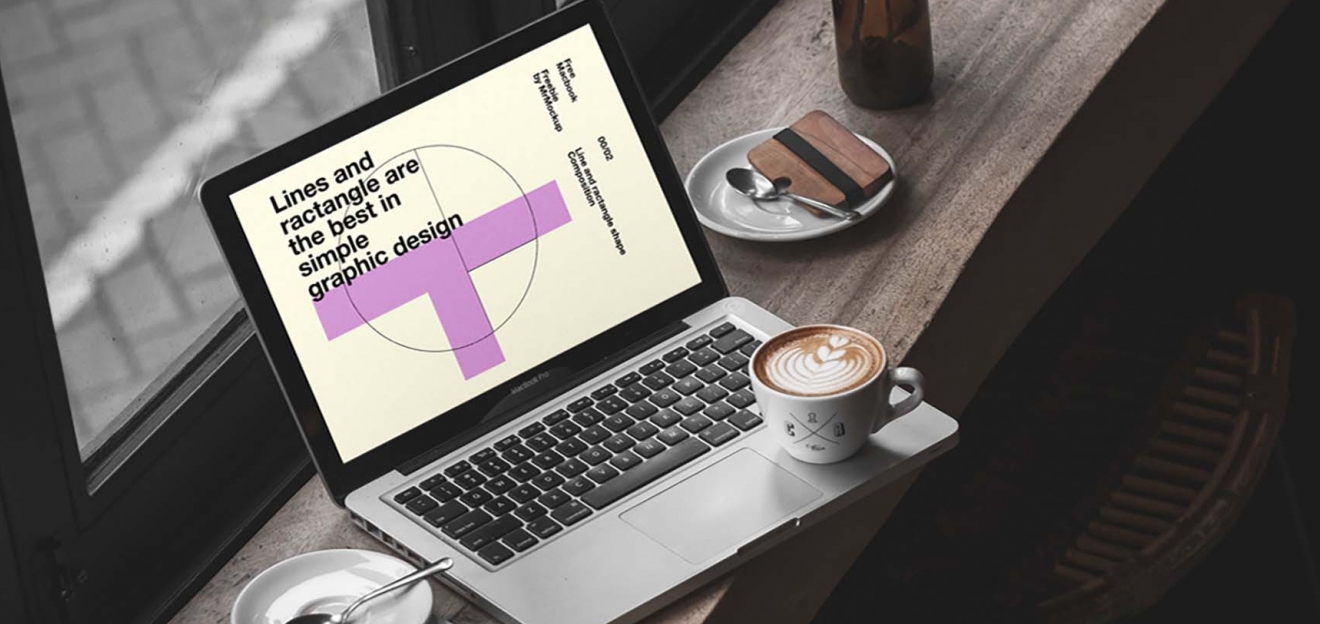 Lines and
ractangle are
the best in
simple
graphic design
Free
Macbook
Freebie
by MrMockup
00/02
Line and ractangle shape
Composition
MacBook Pro